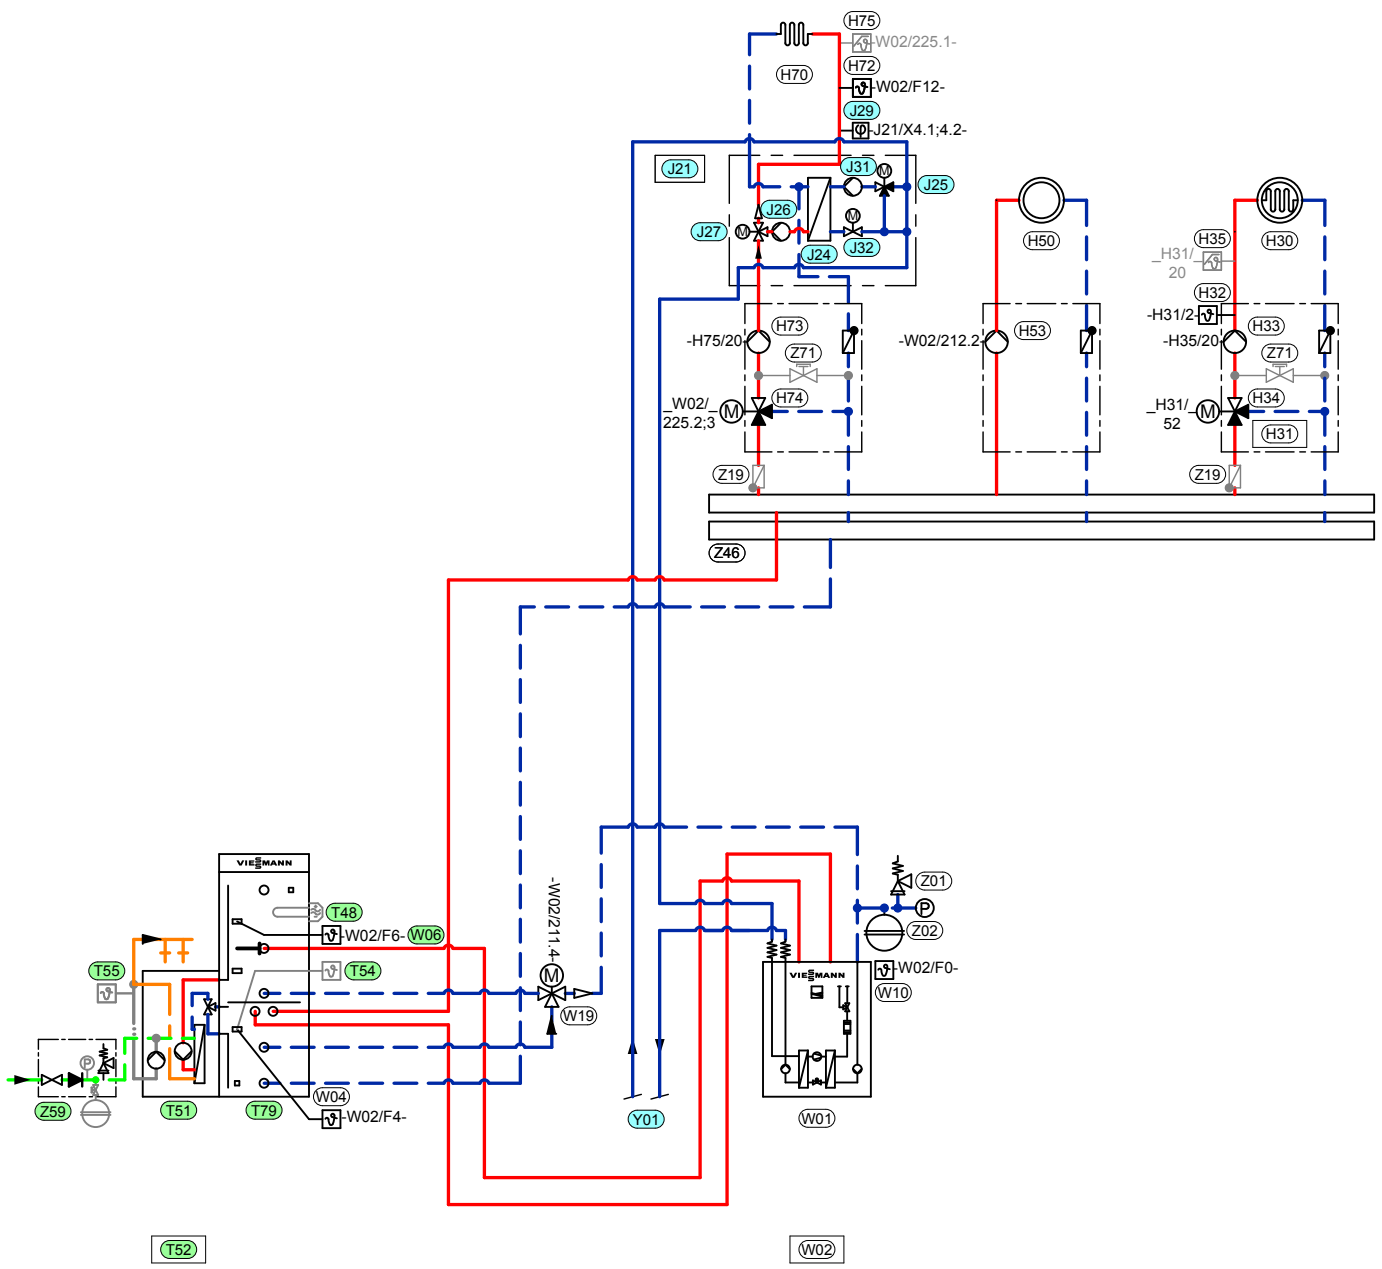 H75
-W02/225.1-
H70
H72
-W02/F12-
J29
-J21/X4.1;4.2-
J21
J31
M
J25
J26
M
J27
M
J24
J32
H50
H35
H30
_H31/_
20
H32
-H31/2-
H73
-H75/20
Z71
H53
-W02/212.2
H33
-H35/20
Z71
H74
_W02/_
225.2;3
M
H34
_H31/_
52
M
H31
Z19
Z19
Z46
VIESMANN
T48
-W02/F6-
W06
T54
T55
-W02/211.4-
M
W19
Z01
P
Z02
VIESMANN
-W02/F0-
W10
P
Z59
T51
T79
W04
-W02/F4-
Y01
W01
T52
W02